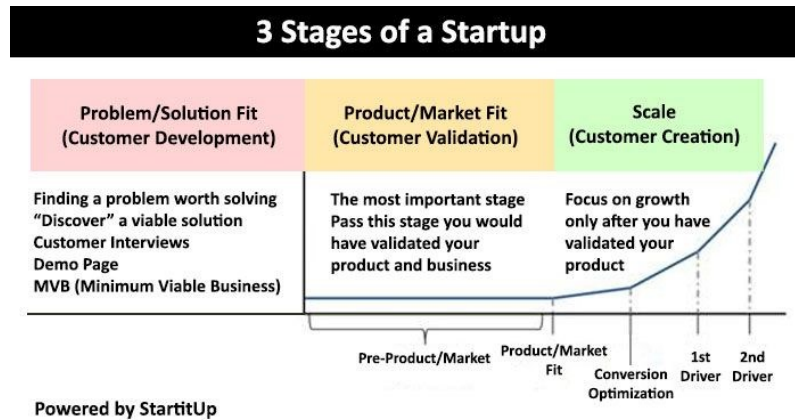 3 Stages of a Startup
Problem/Solution Fit
(Customer Development)
Product/Market Fit
(Customer Validation)
Scale
(Customer Creation)
Finding a problem worth solving
“Discover” a viable solution
Customer Interviews
Demo Page
MVB (Minimum Viable Business)
The most important stage
Pass this stage you would
have validated your
product and business
Focus on growth
only after you have
validated your
product
Pre-Product/Market
Product/Market
Fit
Conversion
Optimization
1st
Driver
2nd
Driver
Powered by StartitUp